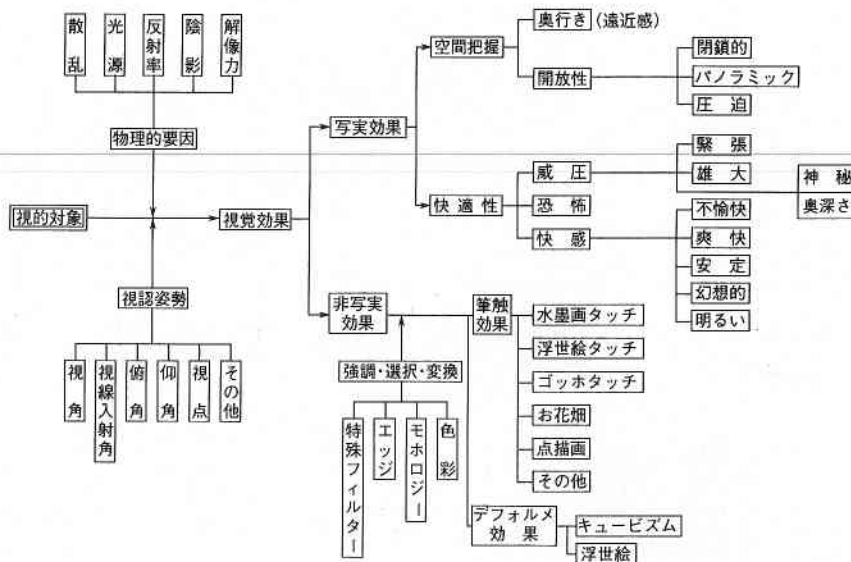 散乱
光源
反射率
陰影
解像力
物理的要因
視的対象
視認姿勢
視角
視線入射角
俯角
仰角
視点
その他
視覚効果
写実効果
空間把握
奥行き(遠近感)
開放性
閉鎖的
パノラミック
圧迫
快適性
威圧
緊張
雄大
神秘
奥深さ
恐怖
快感
不愉快
爽快
安定
幻想的
明るい
非写実
効果
強調・選択・変換
特殊フィルター
エッジ
モホロジー
色彩
筆触
効果
水墨画タッチ
浮世絵タッチ
ゴッホタッチ
お花畑
点描画
その他
デフォルメ
効果
キュービズム
浮世絵